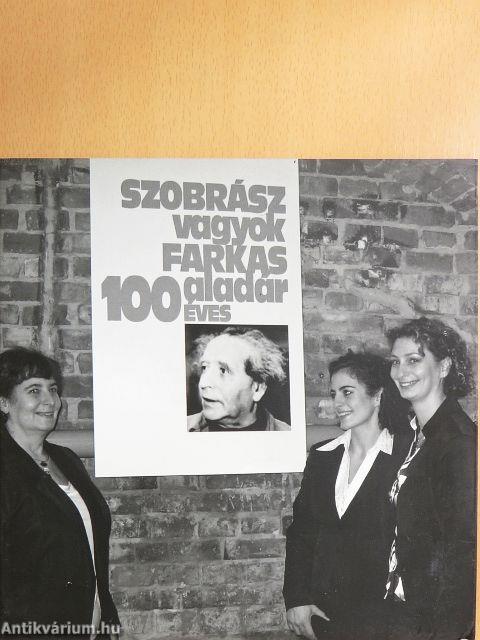 SZOBRÁSZ
vagyok
FARKAS
aladár
100
ÉVES
Antikvárium.hu